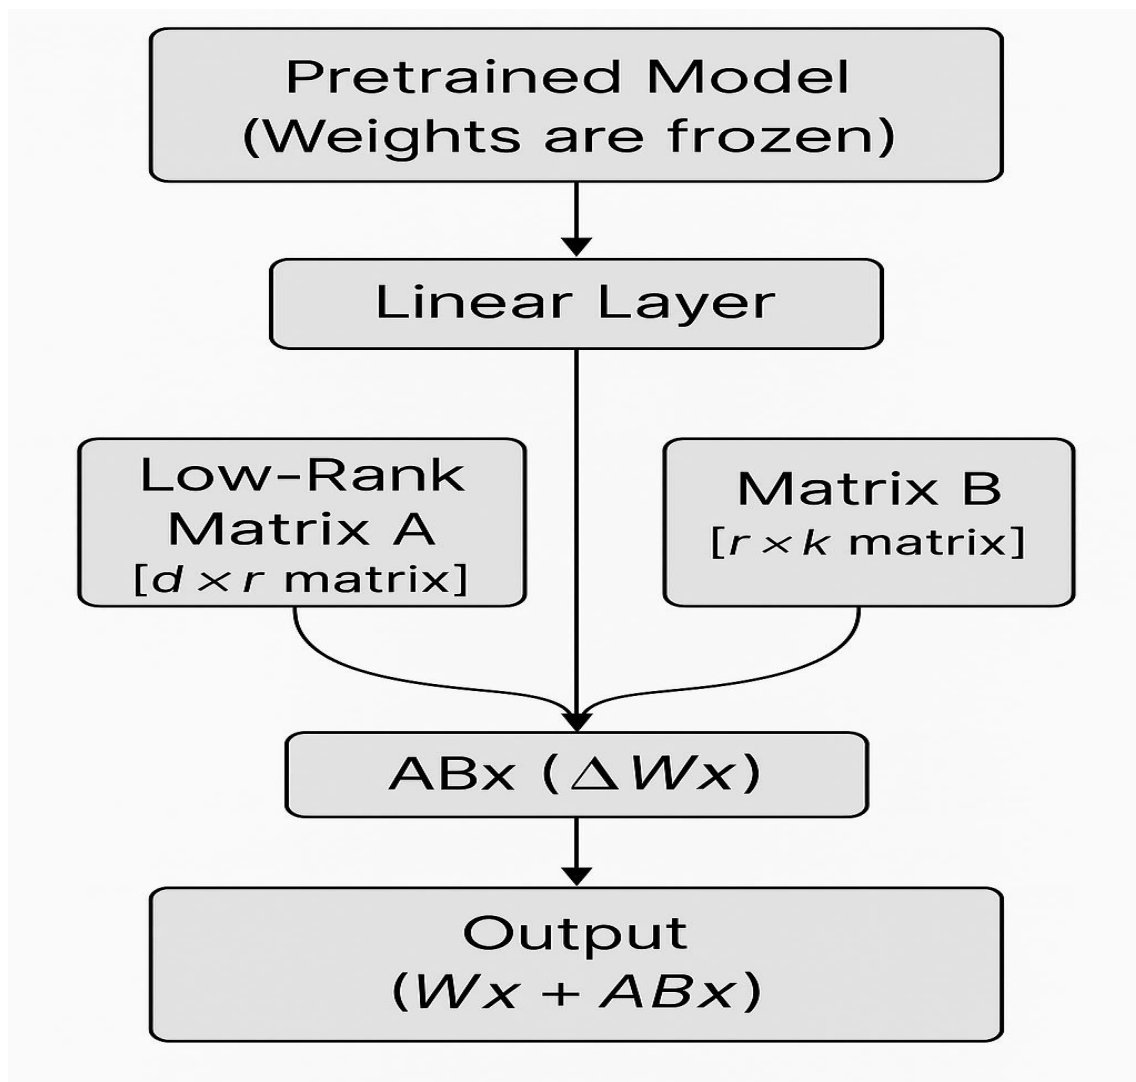 Pretrained Model
(Weights are frozen)
Linear Layer
Low-Rank
Matrix A
[d × r matrix]
Matrix B
[r × k matrix]
ABx (ΔWx)
Output
(Wx + ABx)